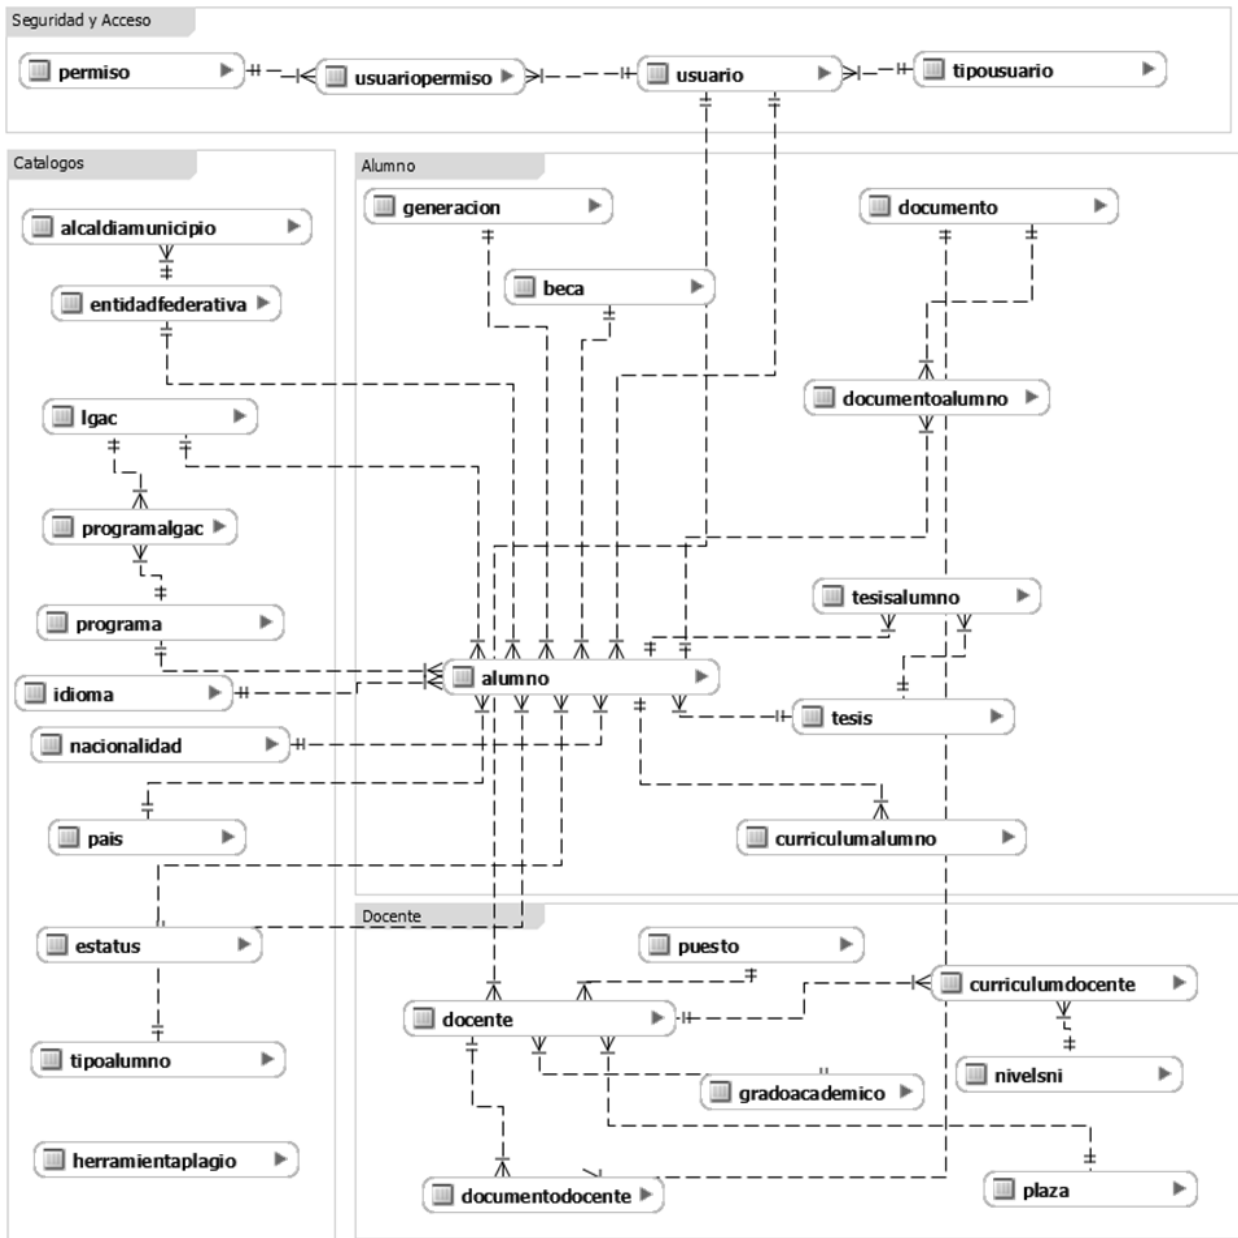 Seguridad y Acceso
permiso
usuariopermiso
usuario
tipousuario
Catalogos
alcaldiamunicipio
entidadfederativa
lgac
programalgac
programa
idioma
nacionalidad
pais
estatus
tipoalumno
herramientaplagio
Alumno
generacion
documento
beca
documentoalumno
tesisalumno
alumno
tesis
curriculumalumno
Docente
puesto
curriculumdocente
docente
nivelsni
gradoacademico
documentodocente
plaza